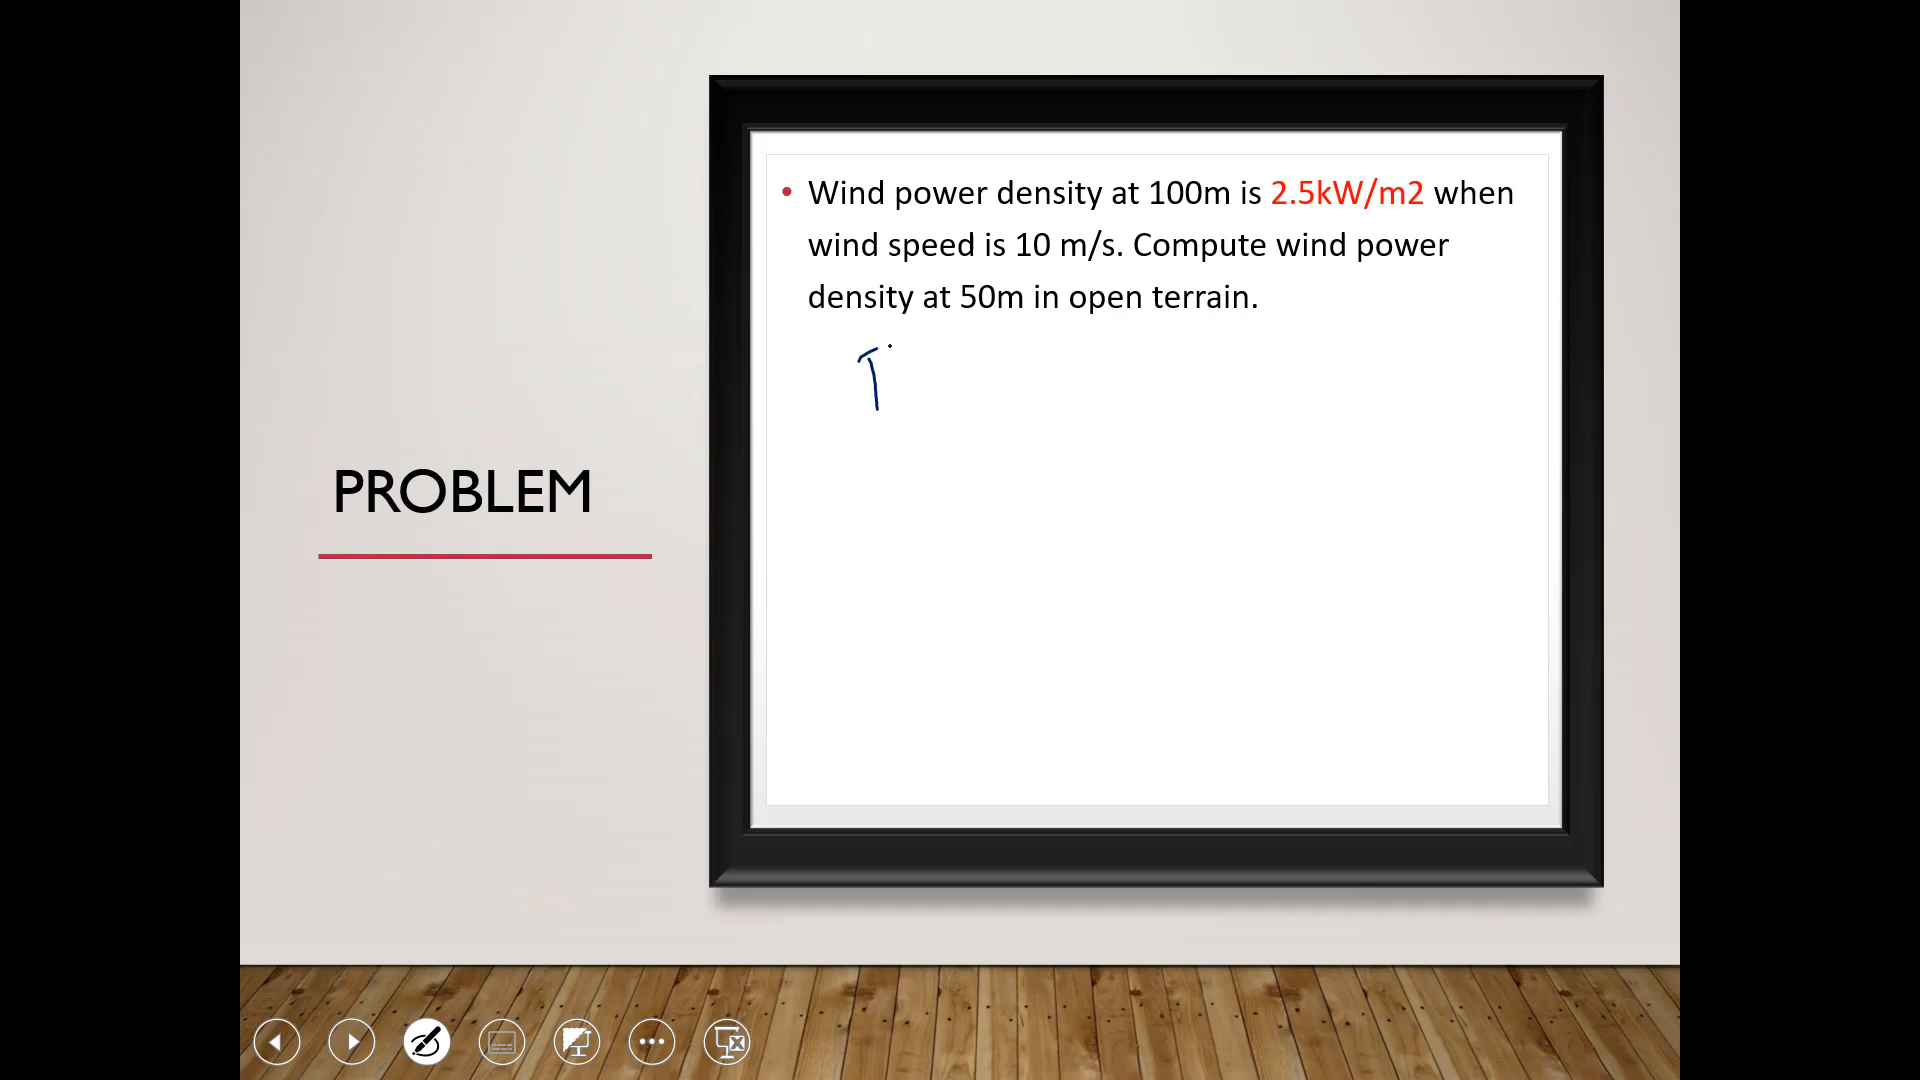 PROBLEM
• Wind power density at 100m is 2.5kW/m2 when
wind speed is 10 m/s. Compute wind power
density at 50m in open terrain.